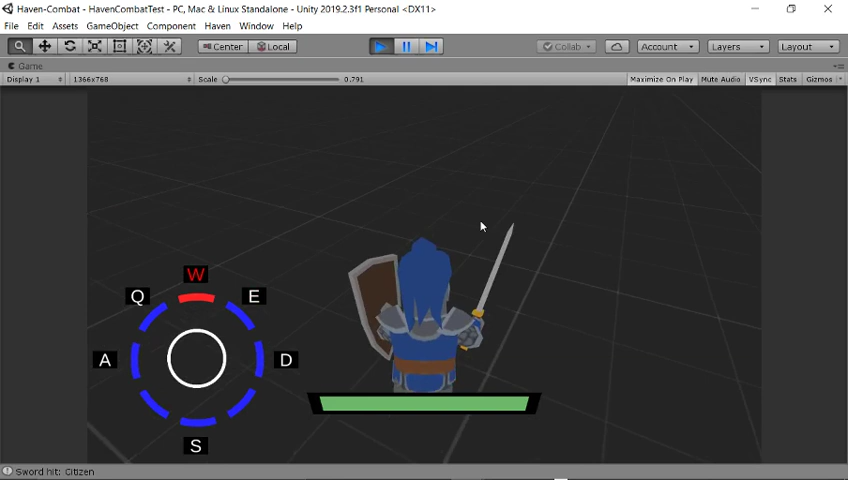 Haven-Combat - HavenCombatTest - PC, Mac & Linux Standalone - Unity 2019.2.3f1 Personal <DX11>
File Edit Assets GameObject Component Haven Window Help
Center Local Collab Account Layers Layout
Game
Display 1 1366x768 Scale 0.791 Maximize On Play Mute Audio VSync Stats Gizmos
W
Q E
A D
S
Sword hit: Citizen